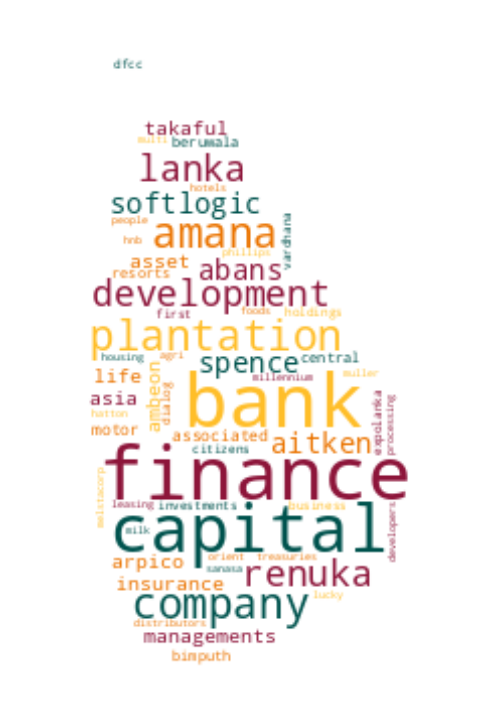 dfcc
takaful
multi
beruwala
lanka
hotels
softlogic
people
vardhana
hnb
amana
phillips
asset
resorts
abans
development
first
foods
holdings
plantation
housing
agri
spence
central
life
ambeon
dialog
millennium
muller
bank
asia
hatton
expolanka
processing
motor
associated
aitken
citizens
finance
melstacorp
leasing
investments
business
developers
milk
capital
arpico
orient
treasuries
sanasa
renuka
insurance
lucky
company
distributors
managements
bimputh